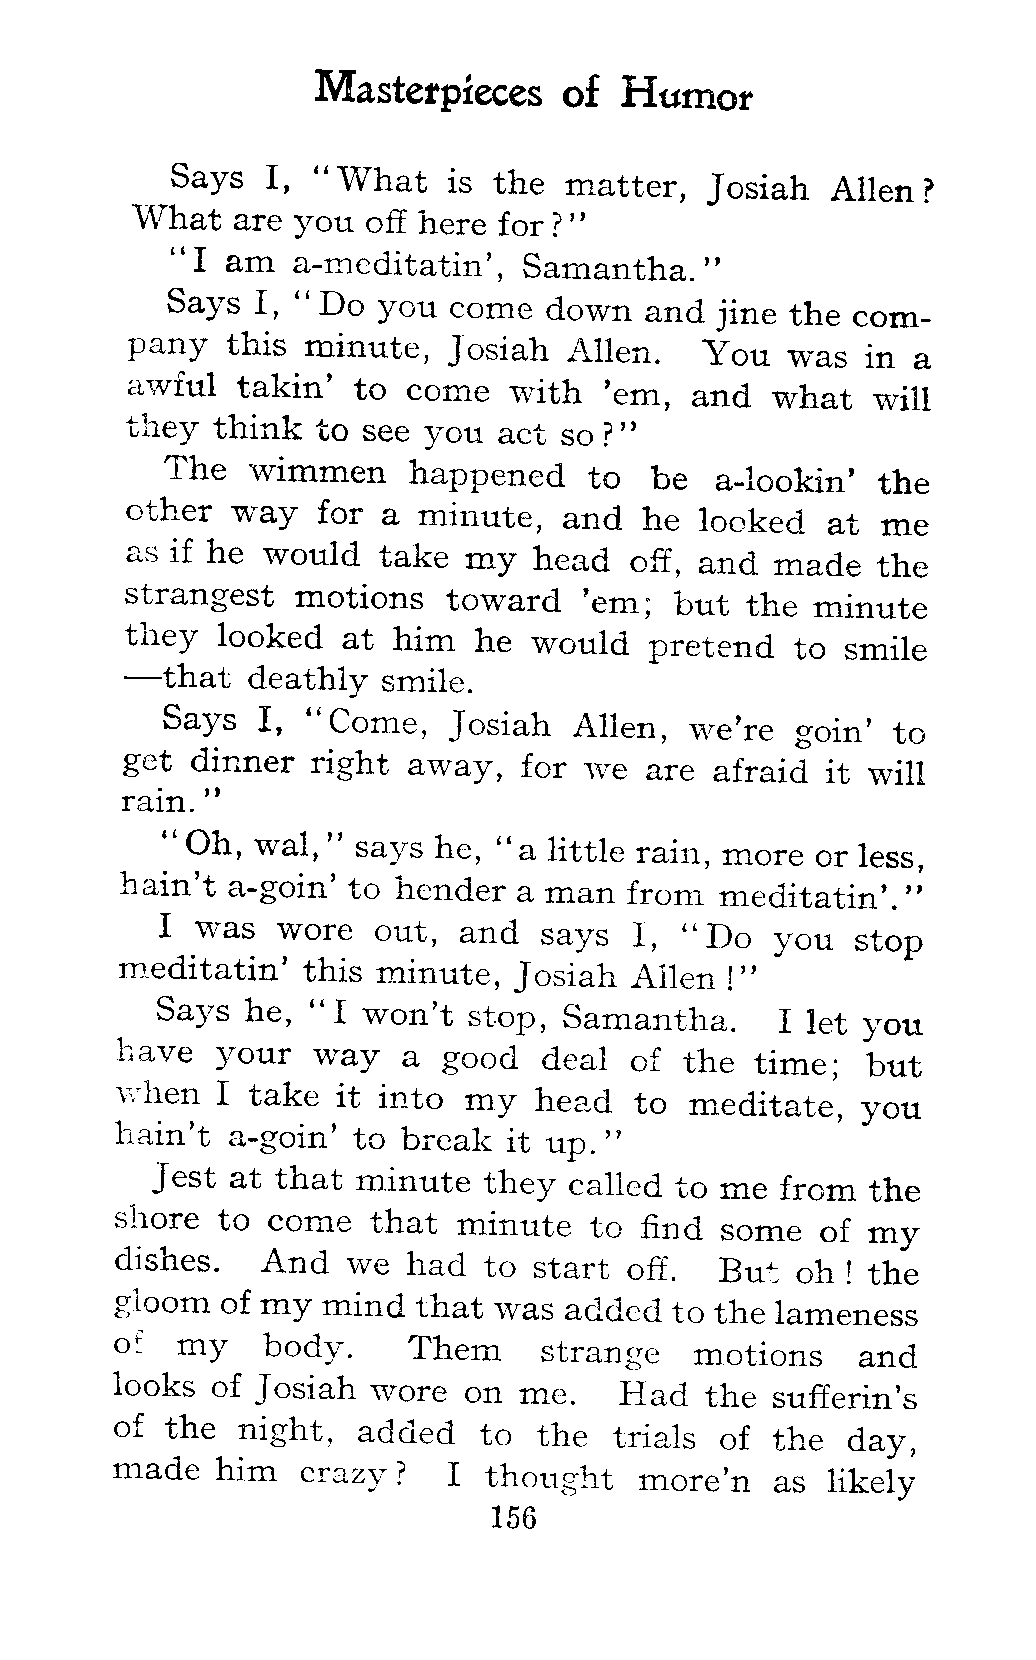 Masterpieces of Humor
Says I, "What is the matter, Josiah Allen?
What are you off here for?"
"I am a-meditatin', Samantha."
Says I, "Do you come down and jine the com-
pany this minute, Josiah Allen. You was in a
awful takin' to come with 'em, and what will
they think to see you act so?"
The wimmen happened to be a-lookin' the
other way for a minute, and he looked at me
as if he would take my head off, and made the
strangest motions toward 'em; but the minute
they looked at him he would pretend to smile
—that deathly smile.
Says I, "Come, Josiah Allen, we're goin' to
get dinner right away, for we are afraid it will
rain."
"Oh, wal," says he, "a little rain, more or less,
hain't a-goin' to hender a man from meditatin'."
I was wore out, and says I, "Do you stop
meditatin' this minute, Josiah Allen!"
Says he, "I won't stop, Samantha. I let you
have your way a good deal of the time; but
when I take it into my head to meditate, you
hain't a-goin' to break it up."
Jest at that minute they called to me from the
shore to come that minute to find some of my
dishes. And we had to start off. But oh! the
gloom of my mind that was added to the lameness
of my body. Them strange motions and
looks of Josiah wore on me. Had the sufferin's
of the night, added to the trials of the day,
made him crazy? I thought more'n as likely
156